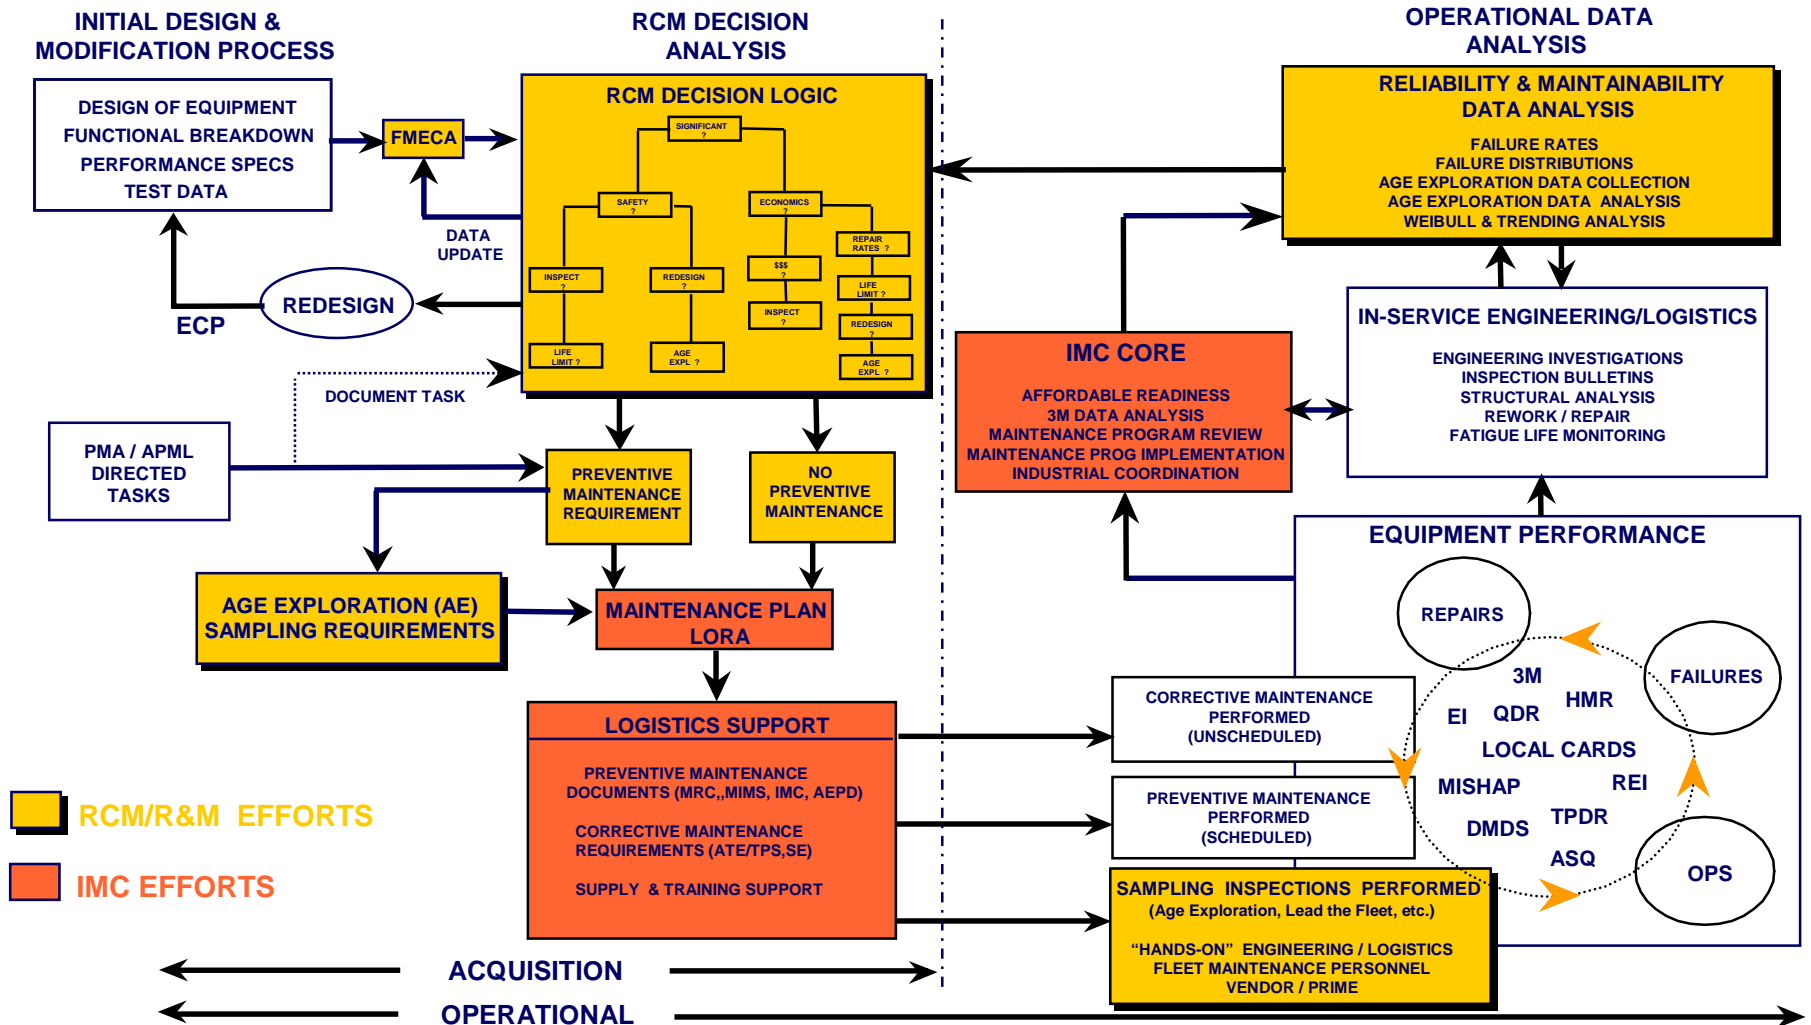 INITIAL DESIGN &
MODIFICATION PROCESS
DESIGN OF EQUIPMENT
FUNCTIONAL BREAKDOWN
PERFORMANCE SPECS
TEST DATA
FMECA
DATA
UPDATE
REDESIGN
ECP
DOCUMENT TASK
PMA / APML
DIRECTED
TASKS
RCM DECISION
ANALYSIS
RCM DECISION LOGIC
SIGNIFICANT
?
SAFETY
?
ECONOMICS
?
INSPECT
?
REDESIGN
?
$$$
?
REPAIR
RATES ?
LIFE
LIMIT ?
INSPECT
?
REDESIGN
?
LIFE
LIMIT ?
AGE
EXPL ?
AGE
EXPL ?
PREVENTIVE
MAINTENANCE
REQUIREMENT
NO
PREVENTIVE
MAINTENANCE
AGE EXPLORATION (AE)
SAMPLING REQUIREMENTS
MAINTENANCE PLAN
LORA
LOGISTICS SUPPORT
PREVENTIVE MAINTENANCE
DOCUMENTS (MRC,,MIMS, IMC, AEPD)
CORRECTIVE MAINTENANCE
REQUIREMENTS (ATE/TPS,SE)
SUPPLY & TRAINING SUPPORT
OPERATIONAL DATA
ANALYSIS
RELIABILITY & MAINTAINABILITY
DATA ANALYSIS
FAILURE RATES
FAILURE DISTRIBUTIONS
AGE EXPLORATION DATA COLLECTION
AGE EXPLORATION DATA ANALYSIS
WEIBULL & TRENDING ANALYSIS
IN-SERVICE ENGINEERING/LOGISTICS
ENGINEERING INVESTIGATIONS
INSPECTION BULLETINS
STRUCTURAL ANALYSIS
REWORK / REPAIR
FATIGUE LIFE MONITORING
IMC CORE
AFFORDABLE READINESS
3M DATA ANALYSIS
MAINTENANCE PROGRAM REVIEW
MAINTENANCE PROG IMPLEMENTATION
INDUSTRIAL COORDINATION
EQUIPMENT PERFORMANCE
REPAIRS
FAILURES
OPS
3M
HMR
EI
QDR
LOCAL CARDS
MISHAP
REI
DMDS
TPDR
ASQ
CORRECTIVE MAINTENANCE
PERFORMED
(UNSCHEDULED)
PREVENTIVE MAINTENANCE
PERFORMED
(SCHEDULED)
SAMPLING INSPECTIONS PERFORMED
(Age Exploration, Lead the Fleet, etc.)
“HANDS-ON” ENGINEERING / LOGISTICS
FLEET MAINTENANCE PERSONNEL
VENDOR / PRIME
RCM/R&M EFFORTS
IMC EFFORTS
ACQUISITION
OPERATIONAL